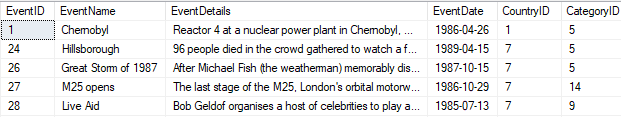 EventID EventName EventDetails EventDate CountryID CategoryID
1 Chernobyl Reactor 4 at a nuclear power plant in Chernobyl, ... 1986-04-26 1 5
24 Hillsborough 96 people died in the crowd gathered to watch a f... 1989-04-15 7 5
26 Great Storm of 1987 After Michael Fish (the weatherman) memorably dis... 1987-10-15 7 5
27 M25 opens The last stage of the M25, London's orbital motorw... 1986-10-29 7 14
28 Live Aid Bob Geldof organises a host of celebrities to play a... 1985-07-13 7 9